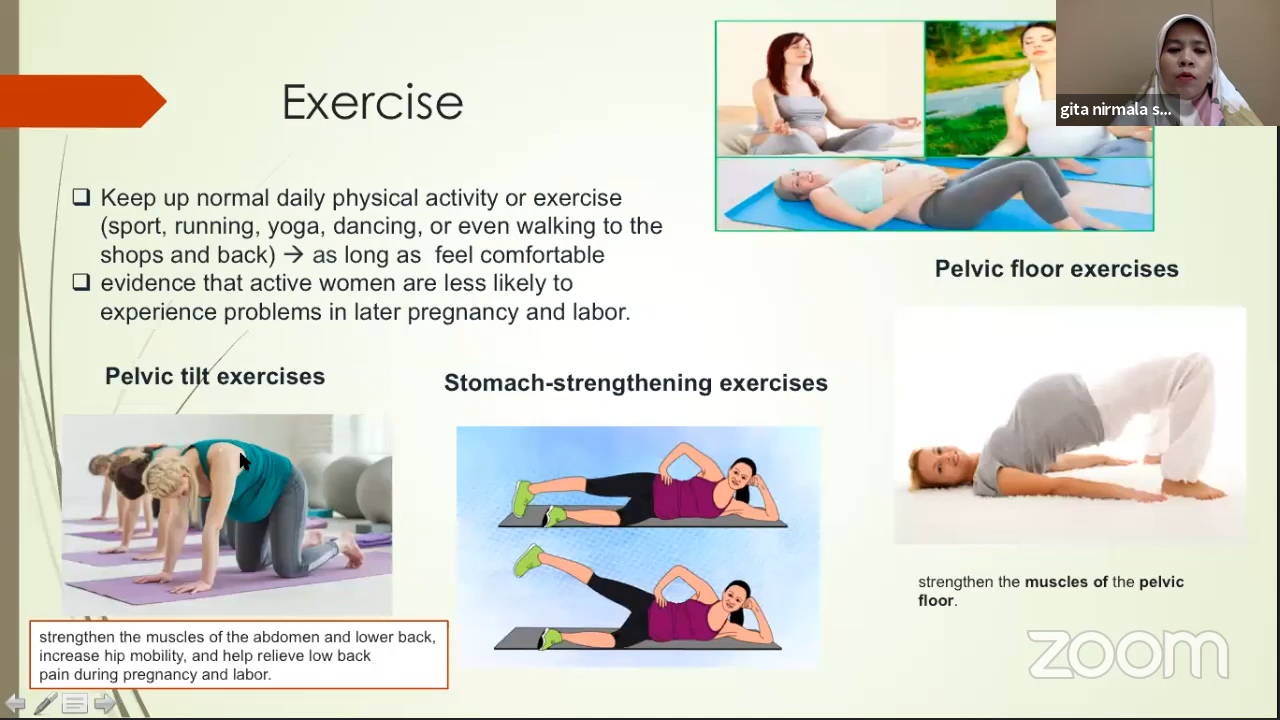 gita nirmala s...
Exercise
❑ Keep up normal daily physical activity or exercise
(sport, running, yoga, dancing, or even walking to the
shops and back) → as long as feel comfortable
❑ evidence that active women are less likely to
experience problems in later pregnancy and labor.
Pelvic floor exercises
Pelvic tilt exercises
Stomach-strengthening exercises
strengthen the muscles of the pelvic
floor.
strengthen the muscles of the abdomen and lower back,
increase hip mobility, and help relieve low back
pain during pregnancy and labor.
zoom